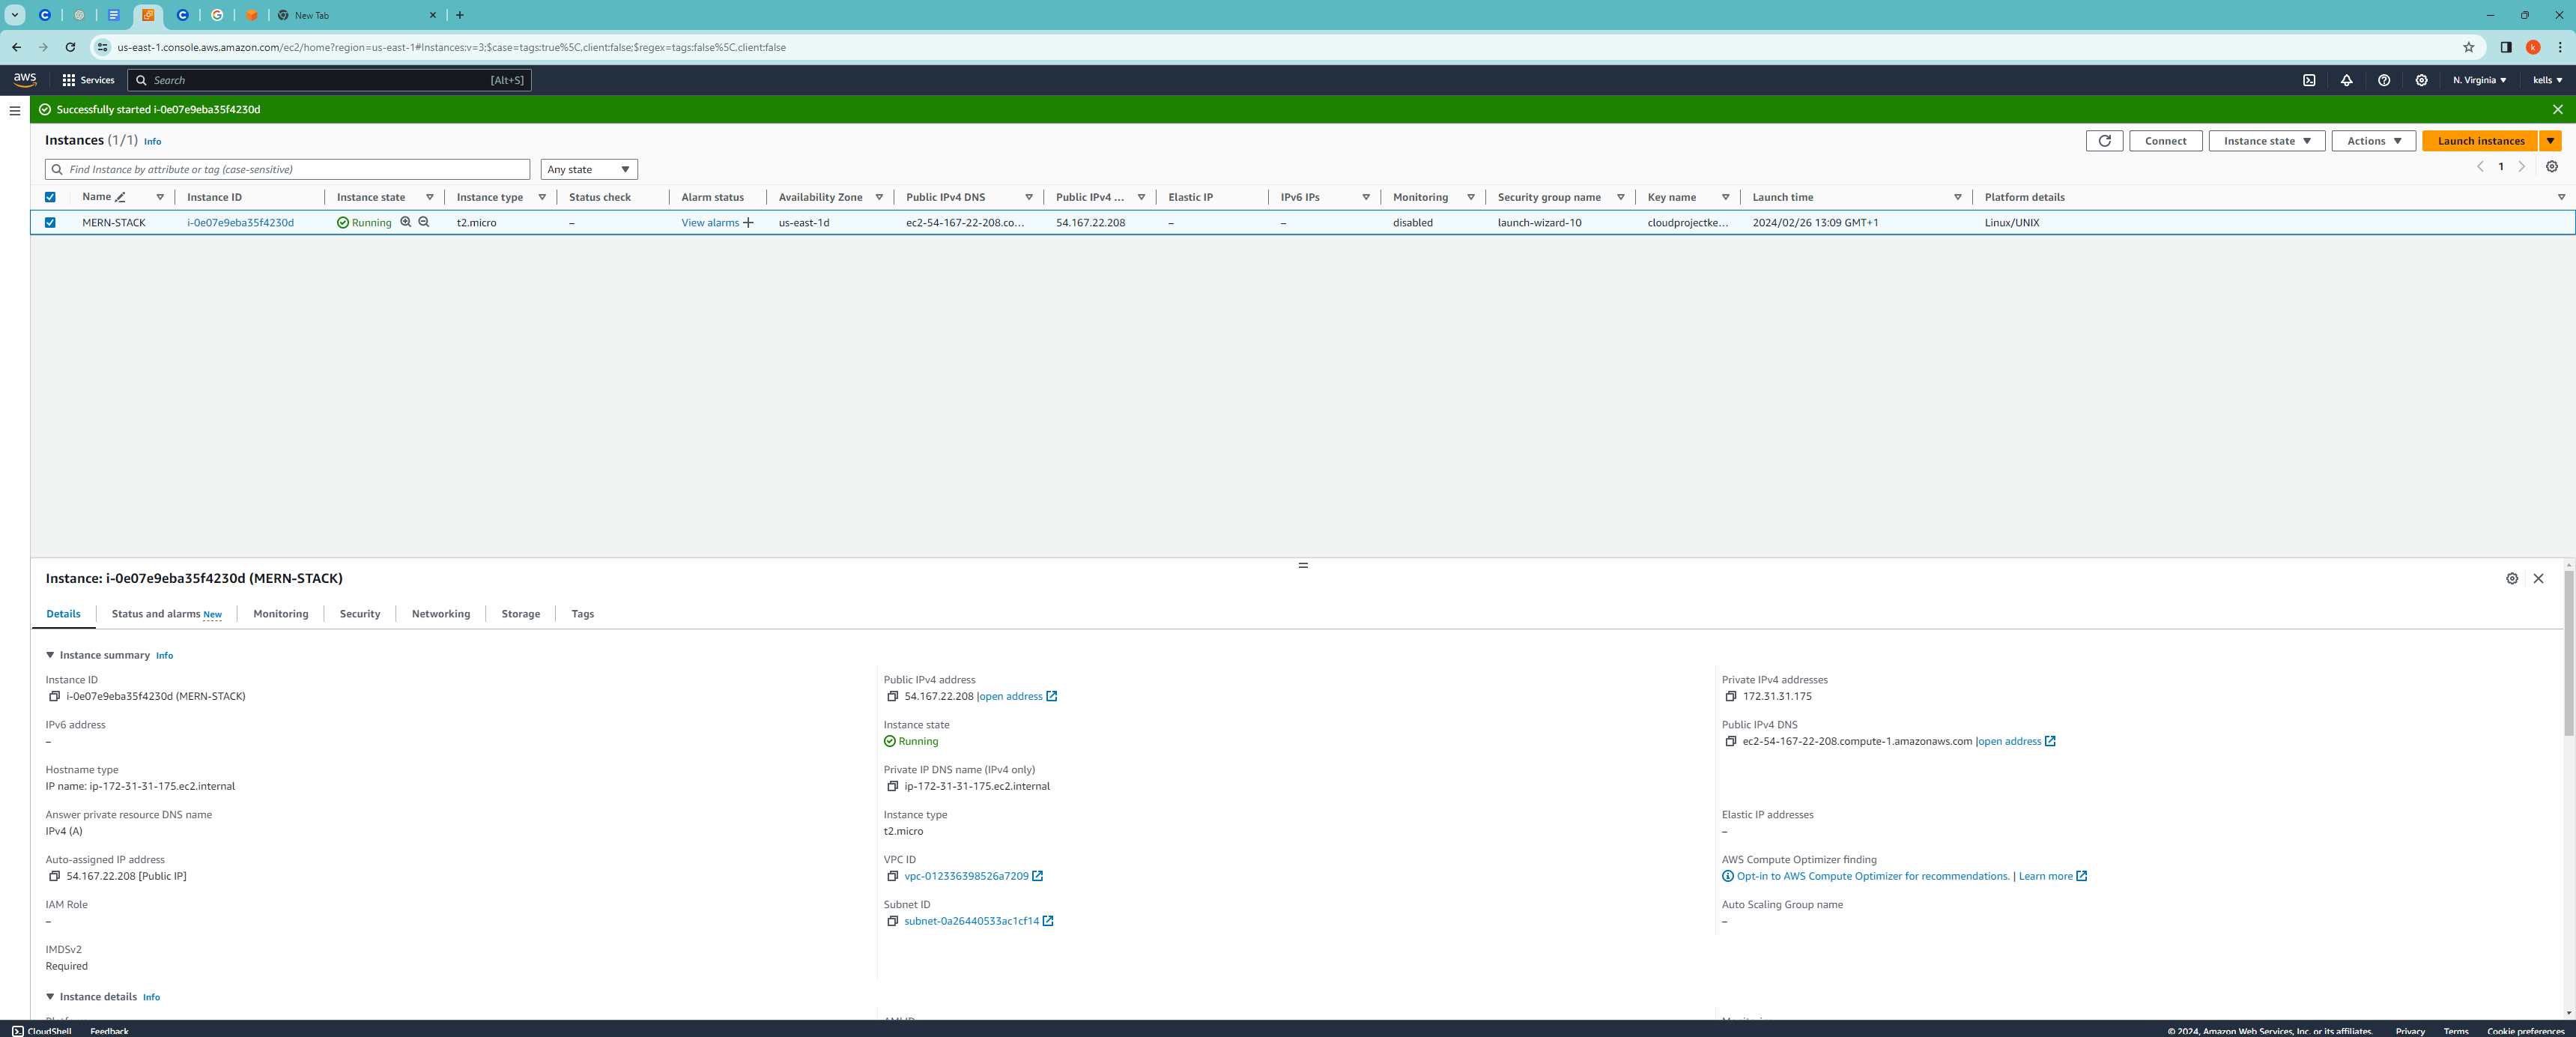 New Tab
us-east-1.console.aws.amazon.com/ec2/home?region=us-east-1#Instances:v=3;$case=tags:true%5C,client:false;$regex=tags:false%5C,client:false
k
aws Services Search [Alt+S] N. Virginia kells
Successfully started i-0e07e9eba35f4230d
Instances (1/1) Info Connect Instance state Actions Launch instances
Find Instance by attribute or tag (case-sensitive) Any state 1
Name Instance ID Instance state Instance type Status check Alarm status Availability Zone Public IPv4 DNS Public IPv4 ... Elastic IP IPv6 IPs Monitoring Security group name Key name Launch time Platform details
MERN-STACK i-0e07e9eba35f4230d Running t2.micro – View alarms + us-east-1d ec2-54-167-22-208.co... 54.167.22.208 – – disabled launch-wizard-10 cloudprojectke... 2024/02/26 13:09 GMT+1 Linux/UNIX
Instance: i-0e07e9eba35f4230d (MERN-STACK)
Details Status and alarms New Monitoring Security Networking Storage Tags
Instance summary Info
Instance ID Public IPv4 address Private IPv4 addresses
i-0e07e9eba35f4230d (MERN-STACK) 54.167.22.208 |open address 172.31.31.175
IPv6 address Instance state Public IPv4 DNS
– Running ec2-54-167-22-208.compute-1.amazonaws.com |open address
Hostname type Private IP DNS name (IPv4 only)
IP name: ip-172-31-31-175.ec2.internal ip-172-31-31-175.ec2.internal
Answer private resource DNS name Instance type Elastic IP addresses
IPv4 (A) t2.micro –
Auto-assigned IP address VPC ID AWS Compute Optimizer finding
54.167.22.208 [Public IP] vpc-012336398526a7209 Opt-in to AWS Compute Optimizer for recommendations. | Learn more
IAM Role Subnet ID Auto Scaling Group name
– subnet-0a26440533ac1cf14 –
IMDSv2
Required
Instance details Info
CloudShell Feedback © 2024, Amazon Web Services, Inc. or its affiliates. Privacy Terms Cookie preferences